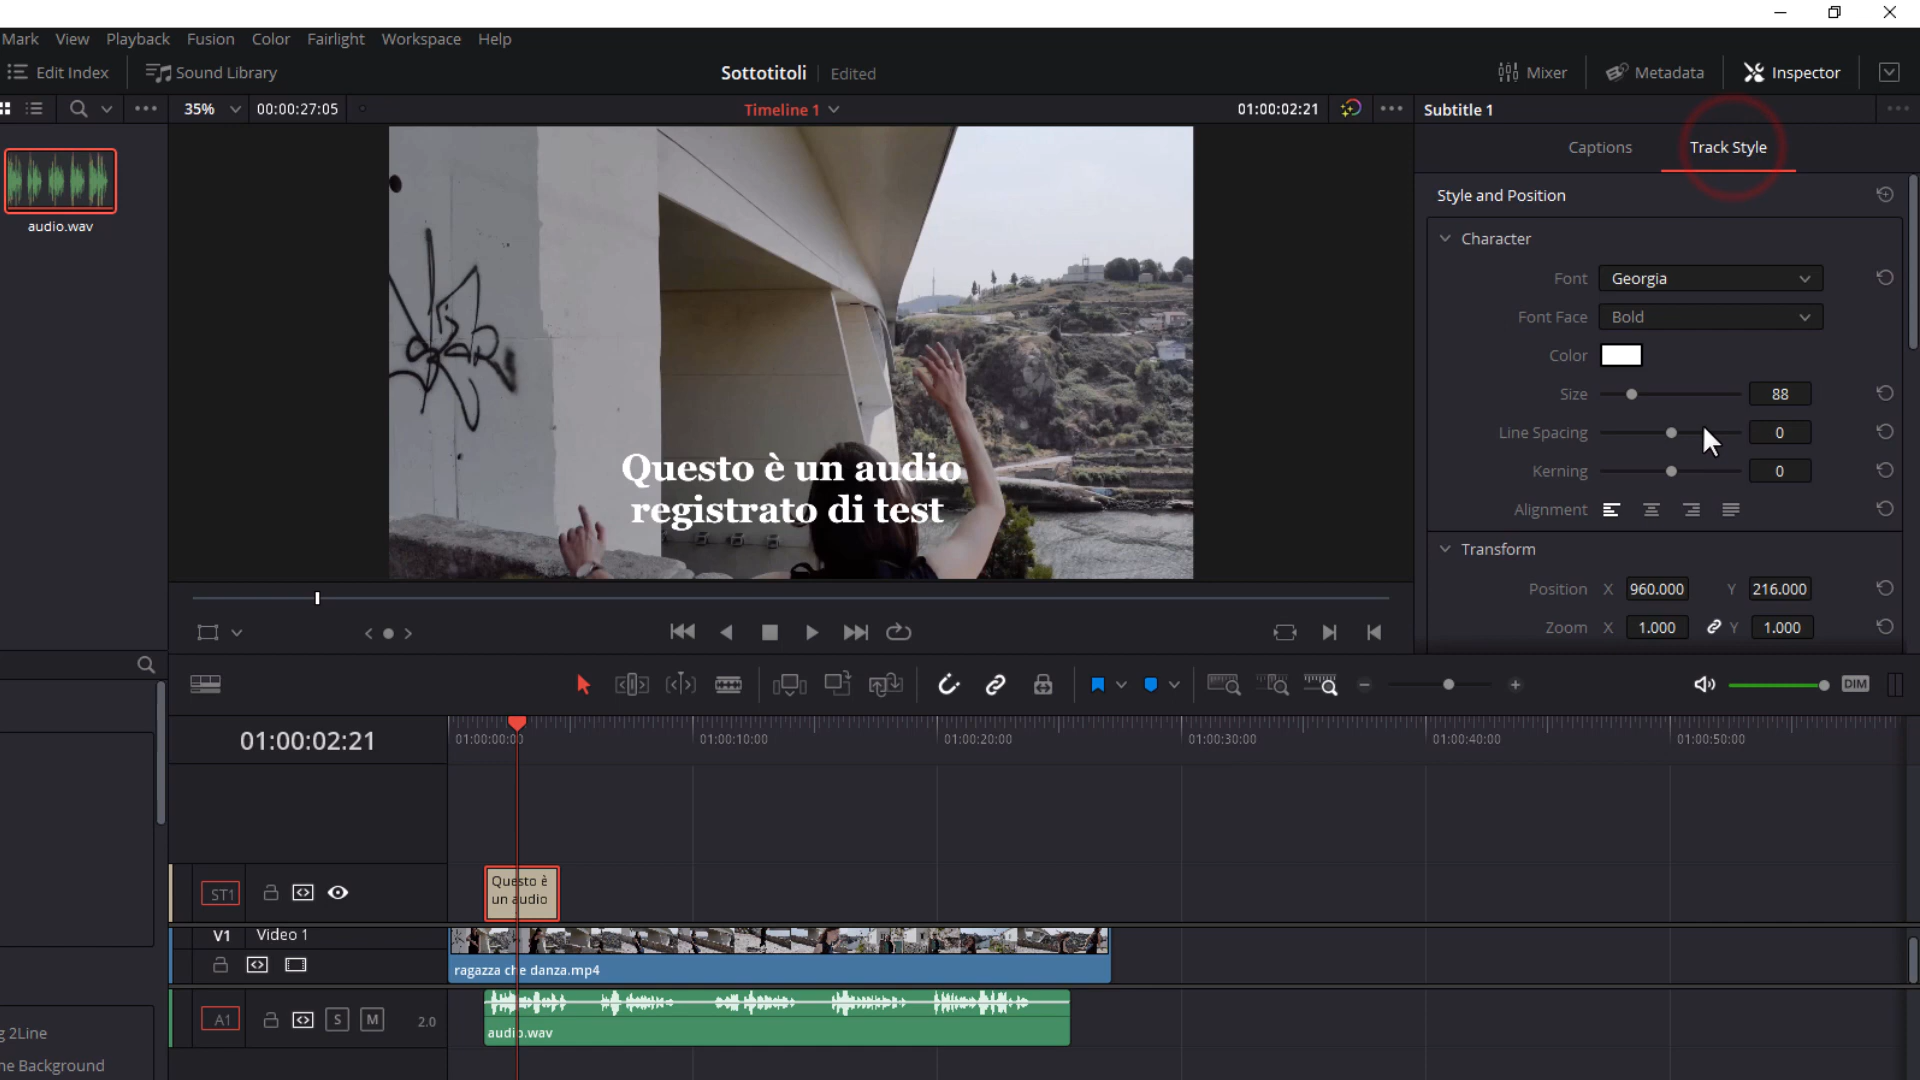 Mark View Playback Fusion Color Fairlight Workspace Help
Edit Index Sound Library Sottotitoli Edited Mixer Metadata Inspector
35% 00:00:27:05 Timeline 1 01:00:02:21 Subtitle 1
Captions Track Style
Style and Position
audio.wav
Character
Font Georgia
Font Face Bold
Color
Size 88
Line Spacing 0
Kerning 0
Alignment
Questo è un audio
registrato di test
Transform
Position X 960.000 Y 216.000
Zoom X 1.000 Y 1.000
DIM
01:00:02:21
01:00:00:00 01:00:10:00 01:00:20:00 01:00:30:00 01:00:40:00 01:00:50:00
ST1
Questo è
un audio
V1 Video 1
ragazza che danza.mp4
A1 S M 2.0
audio.wav
g 2Line
ne Background